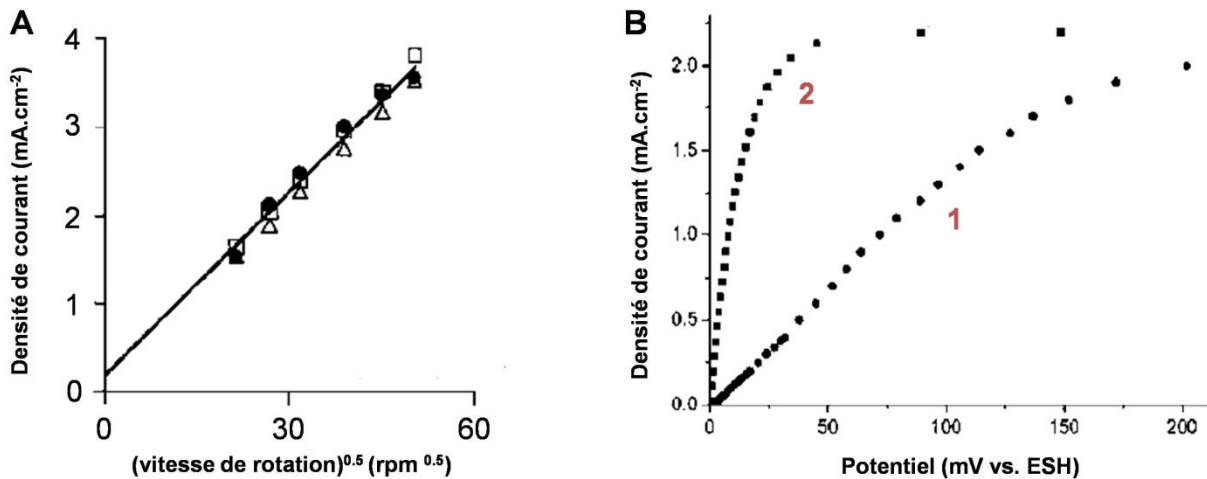 A
Densité de courant (mA.cm-2)
4
3
2
1
0
0 30 60
(vitesse de rotation)0.5 (rpm 0.5)
B
Densité de courant (mA.cm-2)
2.0
1.5
1.0
0.5
0.0
2
1
0 50 100 150 200
Potentiel (mV vs. ESH)